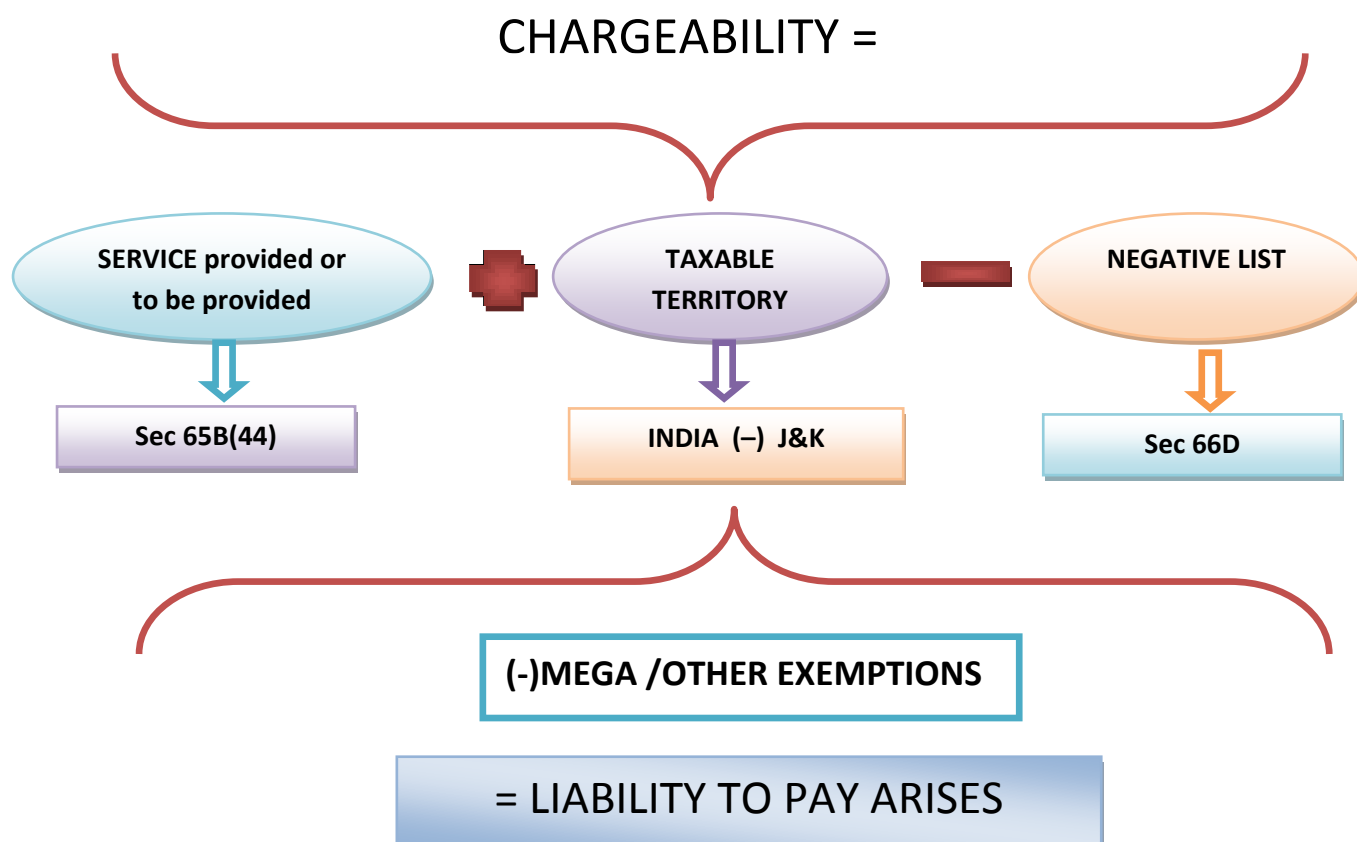 CHARGEABILITY =
SERVICE provided or
to be provided
TAXABLE
TERRITORY
NEGATIVE LIST
Sec 65B(44)
INDIA (–) J&K
Sec 66D
(-)MEGA /OTHER EXEMPTIONS
= LIABILITY TO PAY ARISES